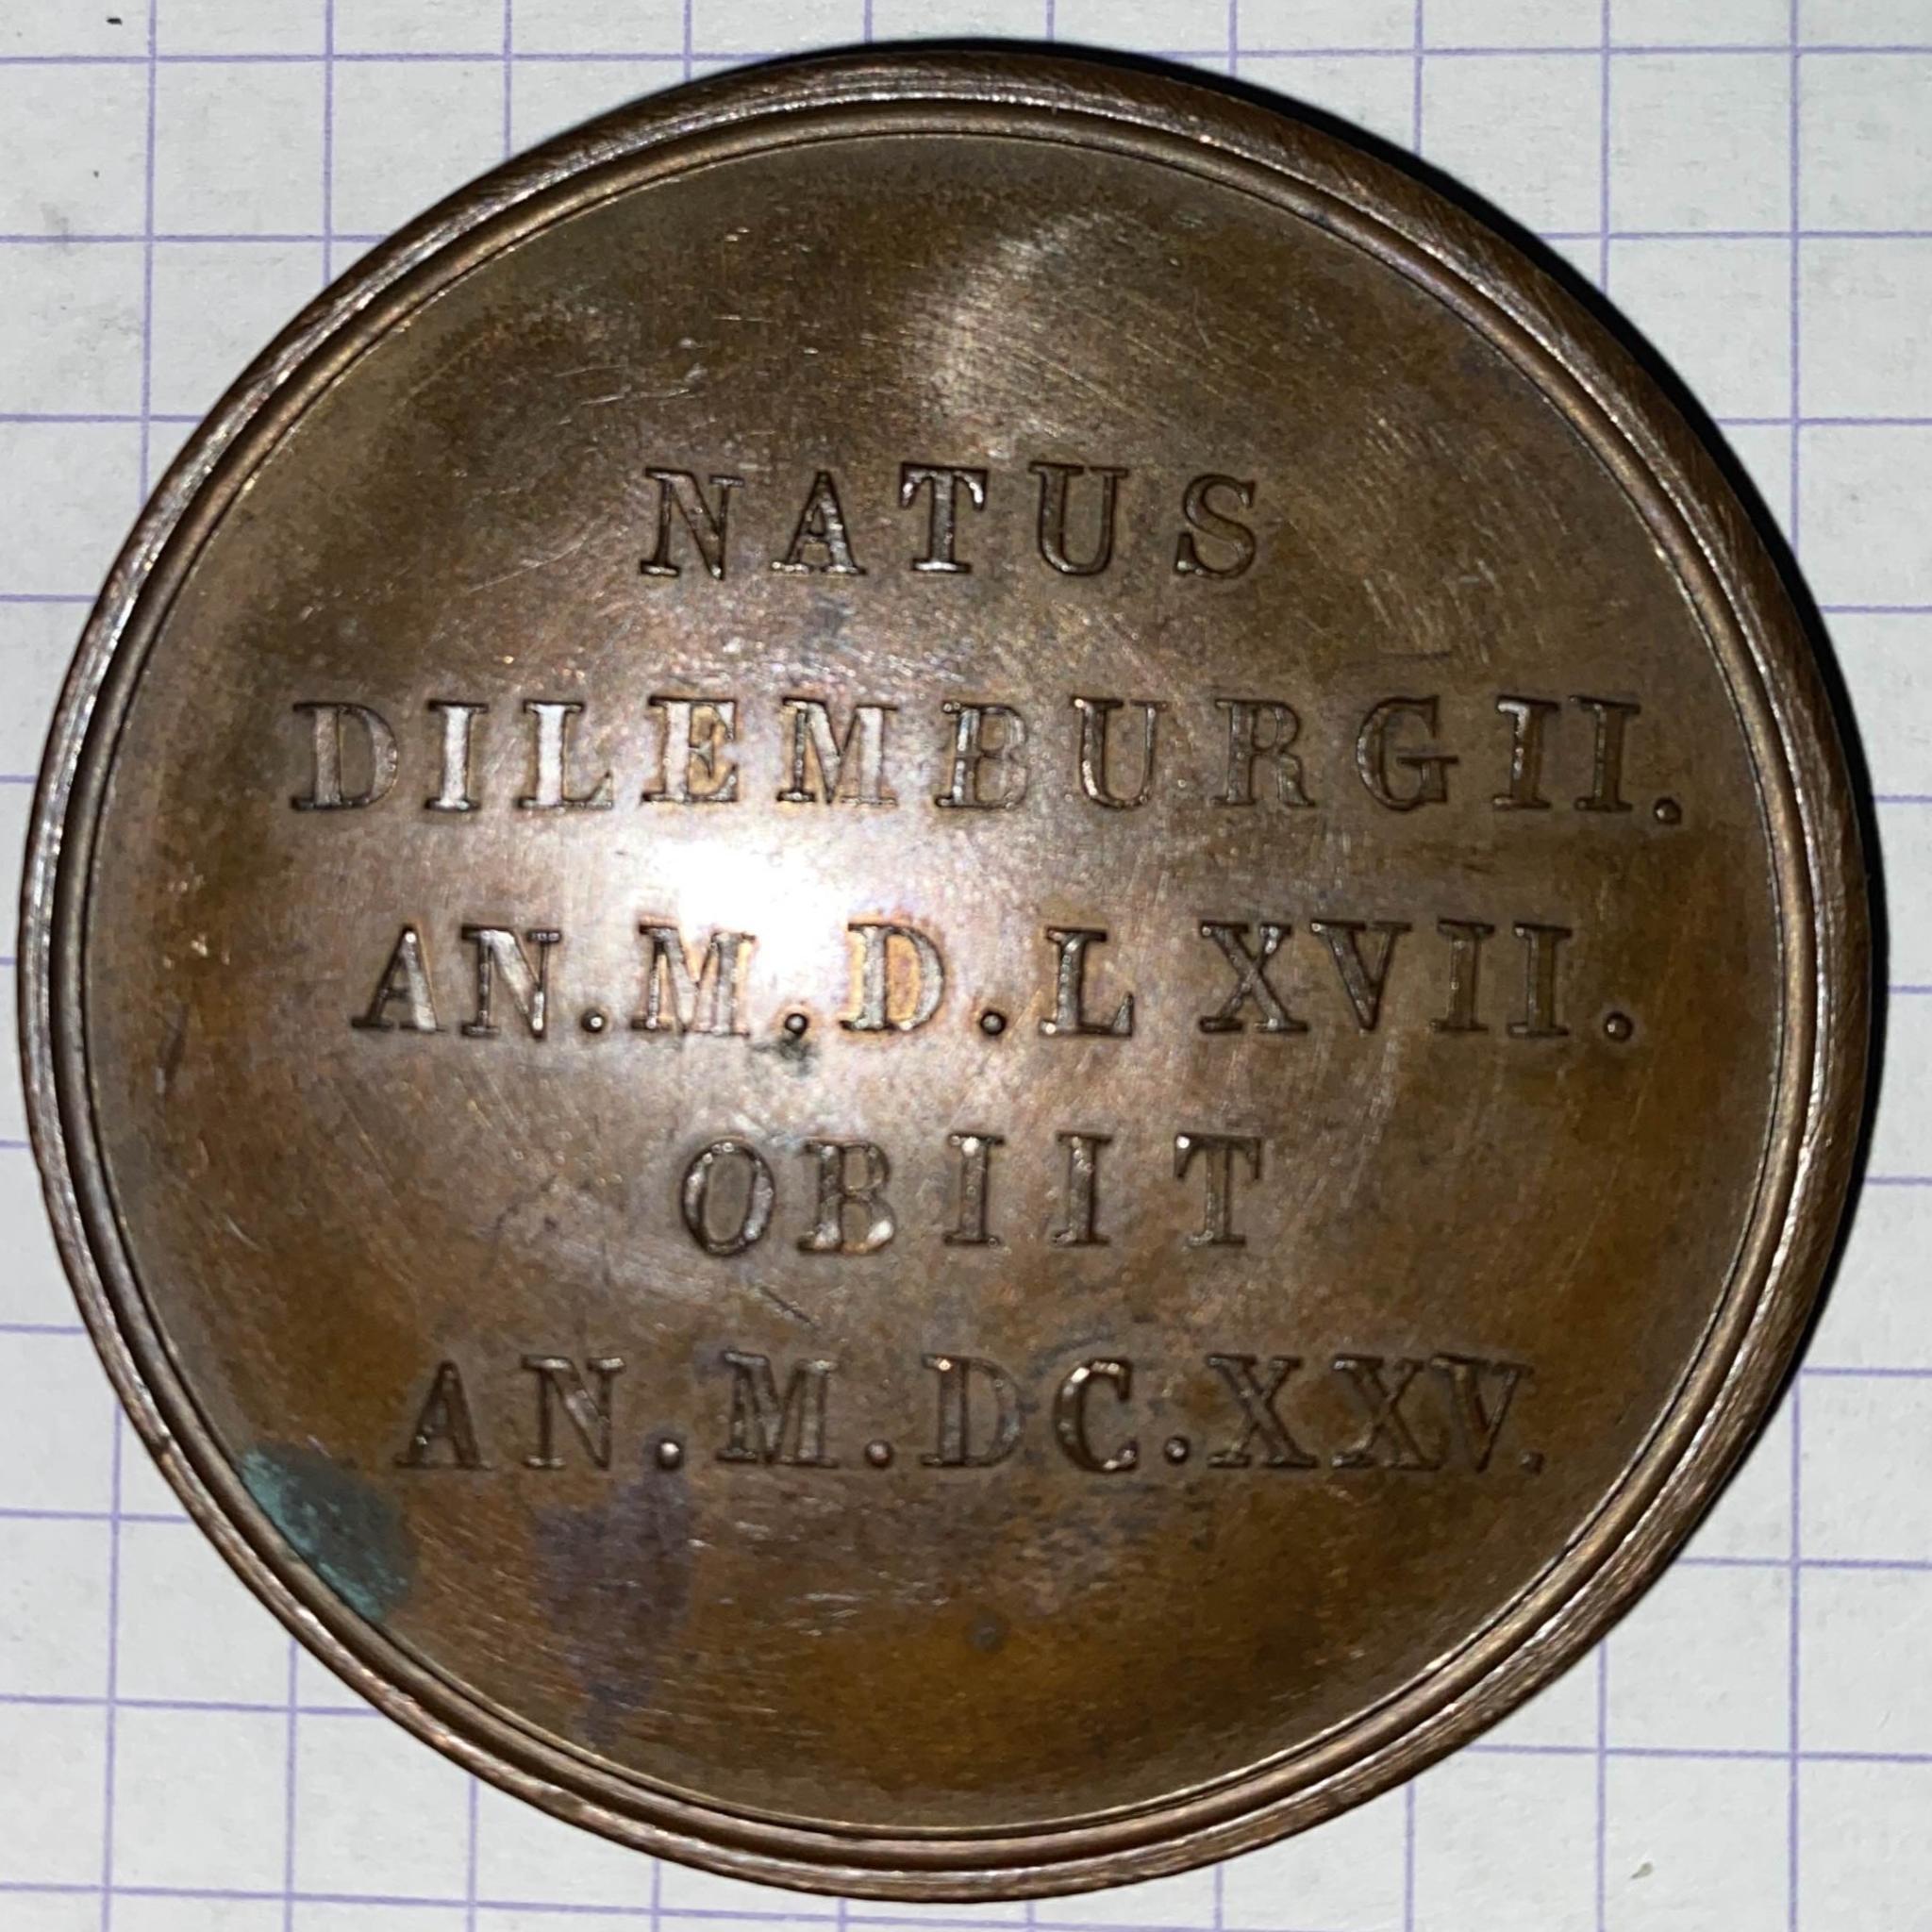 NATUS
DILEMBURGII.
AN.M.D.LXVII.
OBIIT
AN.M.DC.XXV.